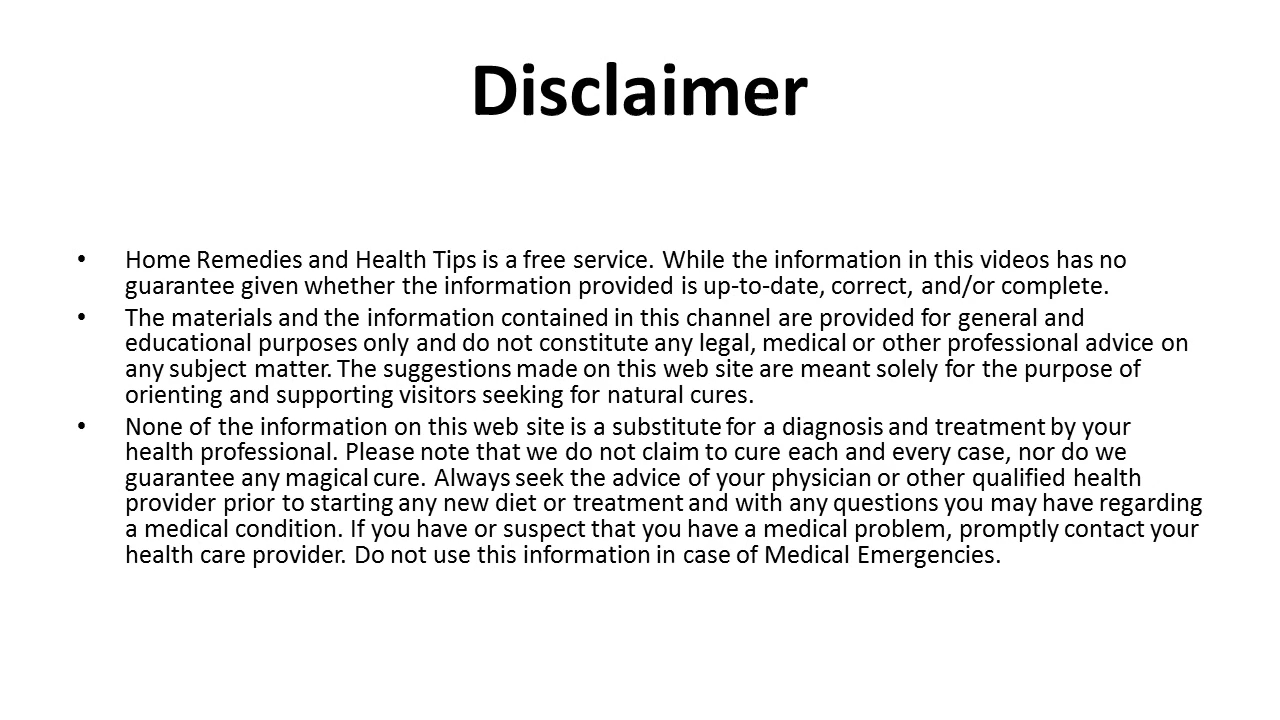 Disclaimer
• Home Remedies and Health Tips is a free service. While the information in this videos has no
guarantee given whether the information provided is up-to-date, correct, and/or complete.
• The materials and the information contained in this channel are provided for general and
educational purposes only and do not constitute any legal, medical or other professional advice on
any subject matter. The suggestions made on this web site are meant solely for the purpose of
orienting and supporting visitors seeking for natural cures.
• None of the information on this web site is a substitute for a diagnosis and treatment by your
health professional. Please note that we do not claim to cure each and every case, nor do we
guarantee any magical cure. Always seek the advice of your physician or other qualified health
provider prior to starting any new diet or treatment and with any questions you may have regarding
a medical condition. If you have or suspect that you have a medical problem, promptly contact your
health care provider. Do not use this information in case of Medical Emergencies.